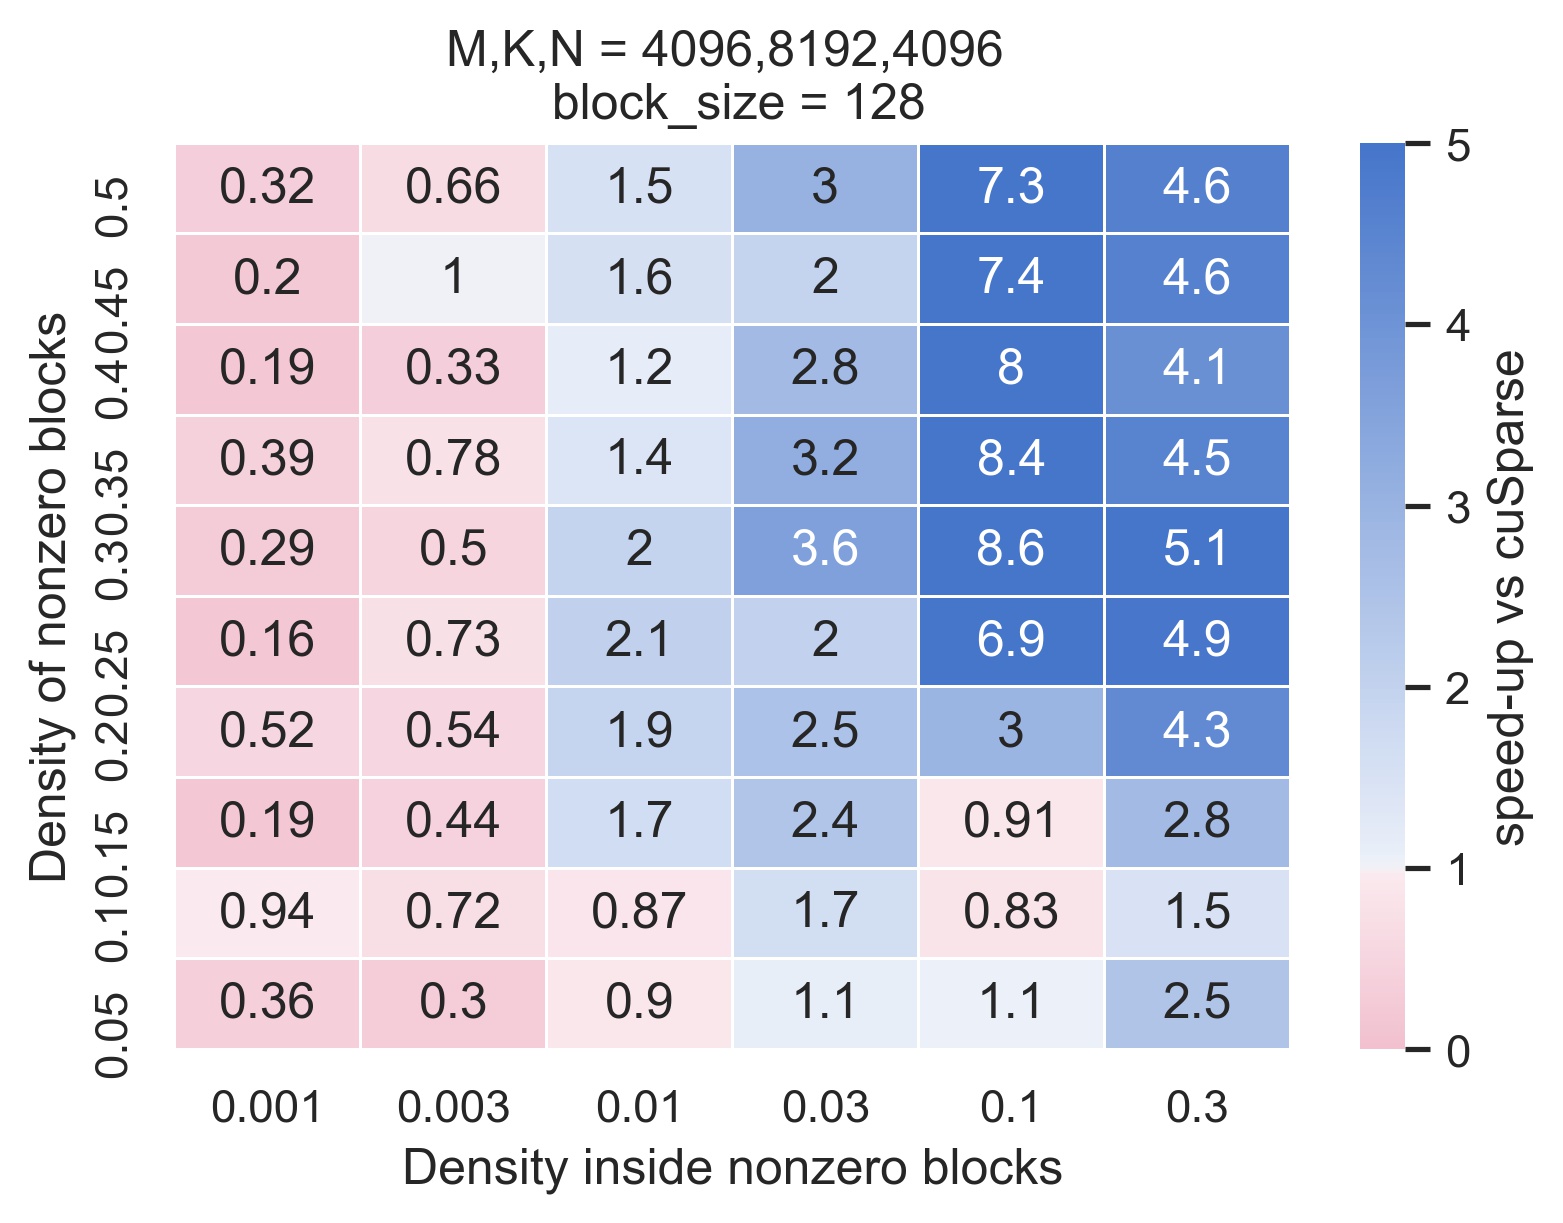 M,K,N = 4096,8192,4096
block_size = 128
Density of nonzero blocks
0.5 0.32 0.66 1.5 3 7.3 4.6
0.45 0.2 1 1.6 2 7.4 4.6
0.4 0.19 0.33 1.2 2.8 8 4.1
0.35 0.39 0.78 1.4 3.2 8.4 4.5
0.3 0.29 0.5 2 3.6 8.6 5.1
0.25 0.16 0.73 2.1 2 6.9 4.9
0.2 0.52 0.54 1.9 2.5 3 4.3
0.15 0.19 0.44 1.7 2.4 0.91 2.8
0.1 0.94 0.72 0.87 1.7 0.83 1.5
0.05 0.36 0.3 0.9 1.1 1.1 2.5
0.001 0.003 0.01 0.03 0.1 0.3
Density inside nonzero blocks
5
4
3
2
1
0
speed-up vs cuSparse